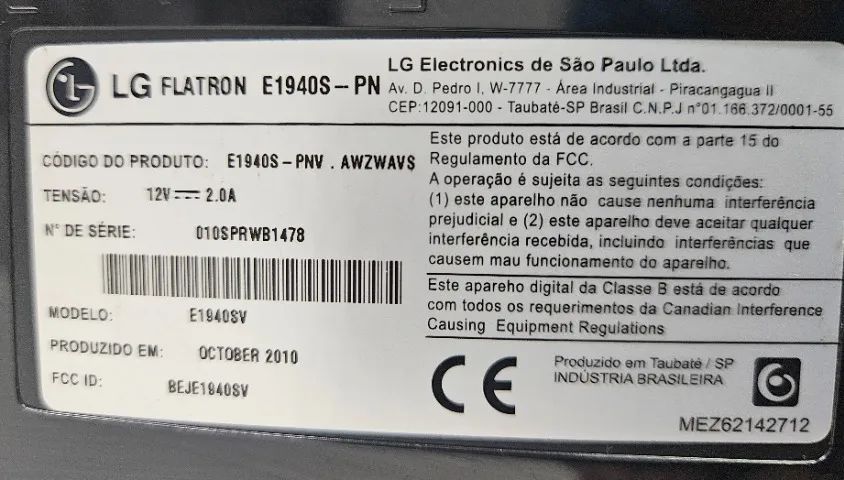 LG FLATRON E1940S-PN
LG Electronics de São Paulo Ltda.
Av. D. Pedro I, W-7777 - Área Industrial - Piracangagua II
CEP:12091-000 - Taubaté-SP Brasil C.N.P.J n°01.166.372/0001-55
CÓDIGO DO PRODUTO: E1940S-PNV . AWZWAVS
TENSÃO: 12V 2.0A
N° DE SÉRIE: 010SPRWB1478
MODELO: E1940SV
PRODUZIDO EM: OCTOBER 2010
FCC ID: BEJE1940SV
Este produto está de acordo com a parte 15 do
Regulamento da FCC.
A operação é sujeita as seguintes condições:
(1) este aparelho não cause nenhuma interferência
prejudicial e (2) este aparelho deve aceitar qualquer
interferência recebida, incluindo interferências que
causem mau funcionamento do aparelho.
Este apareho digital da Classe B está de acordo
com todos os requerimentos da Canadian Interference
Causing Equipment Regulations
CE
Produzido em Taubaté / SP
INDÚSTRIA BRASILEIRA
MEZ62142712